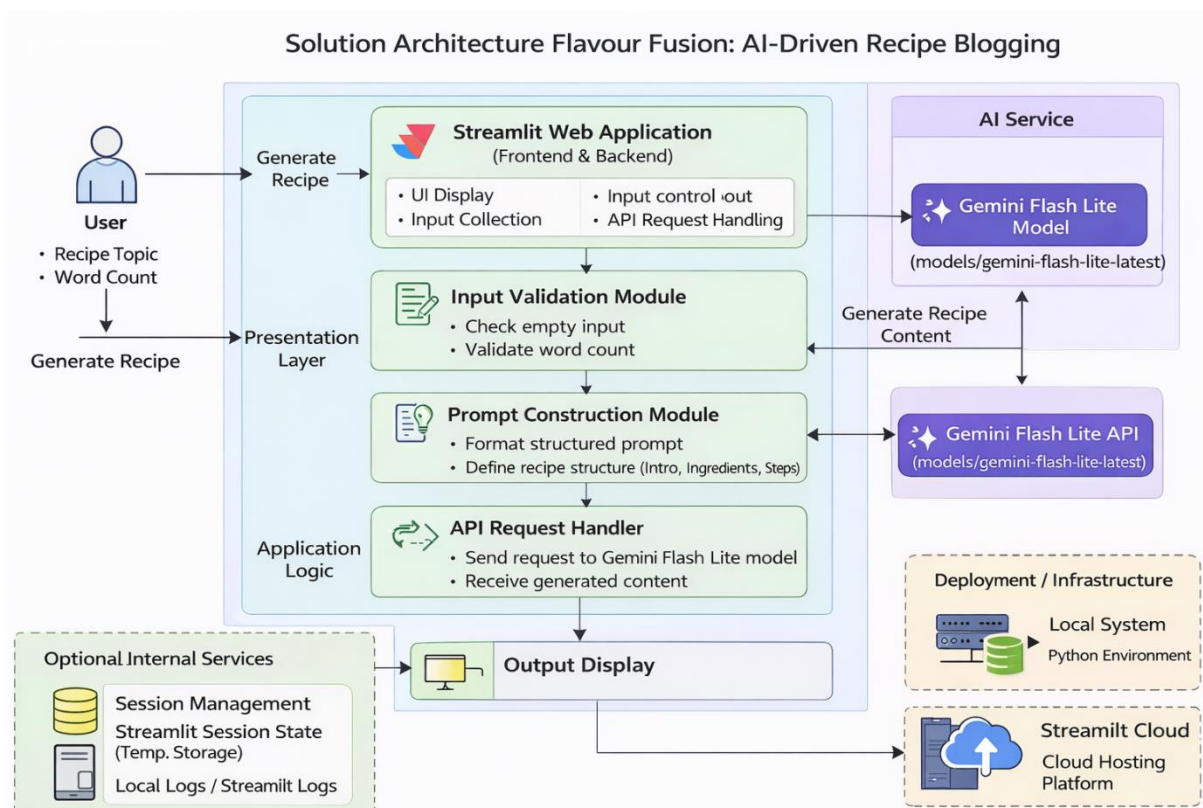 Solution Architecture Flavour Fusion: AI-Driven Recipe Blogging
User
• Recipe Topic
• Word Count
Generate Recipe
Generate
Recipe
Presentation
Layer
Application
Logic
Streamlit Web Application
(Frontend & Backend)
• UI Display
• Input Collection
• Input control out
• API Request Handling
Input Validation Module
• Check empty input
• Validate word count
Prompt Construction Module
• Format structured prompt
• Define recipe structure (Intro, Ingredients, Steps)
API Request Handler
• Send request to Gemini Flash Lite model
• Receive generated content
Output Display
AI Service
Gemini Flash Lite
Model
(models/gemini-flash-lite-latest)
Generate Recipe
Content
Gemini Flash Lite API
(models/gemini-flash-lite-latest)
Deployment / Infrastructure
Local System
Python Environment
Streamilt Cloud
Cloud Hosting
Platform
Optional Internal Services
Session Management
Streamlit Session State
(Temp. Storage)
Local Logs / Streamilt Logs